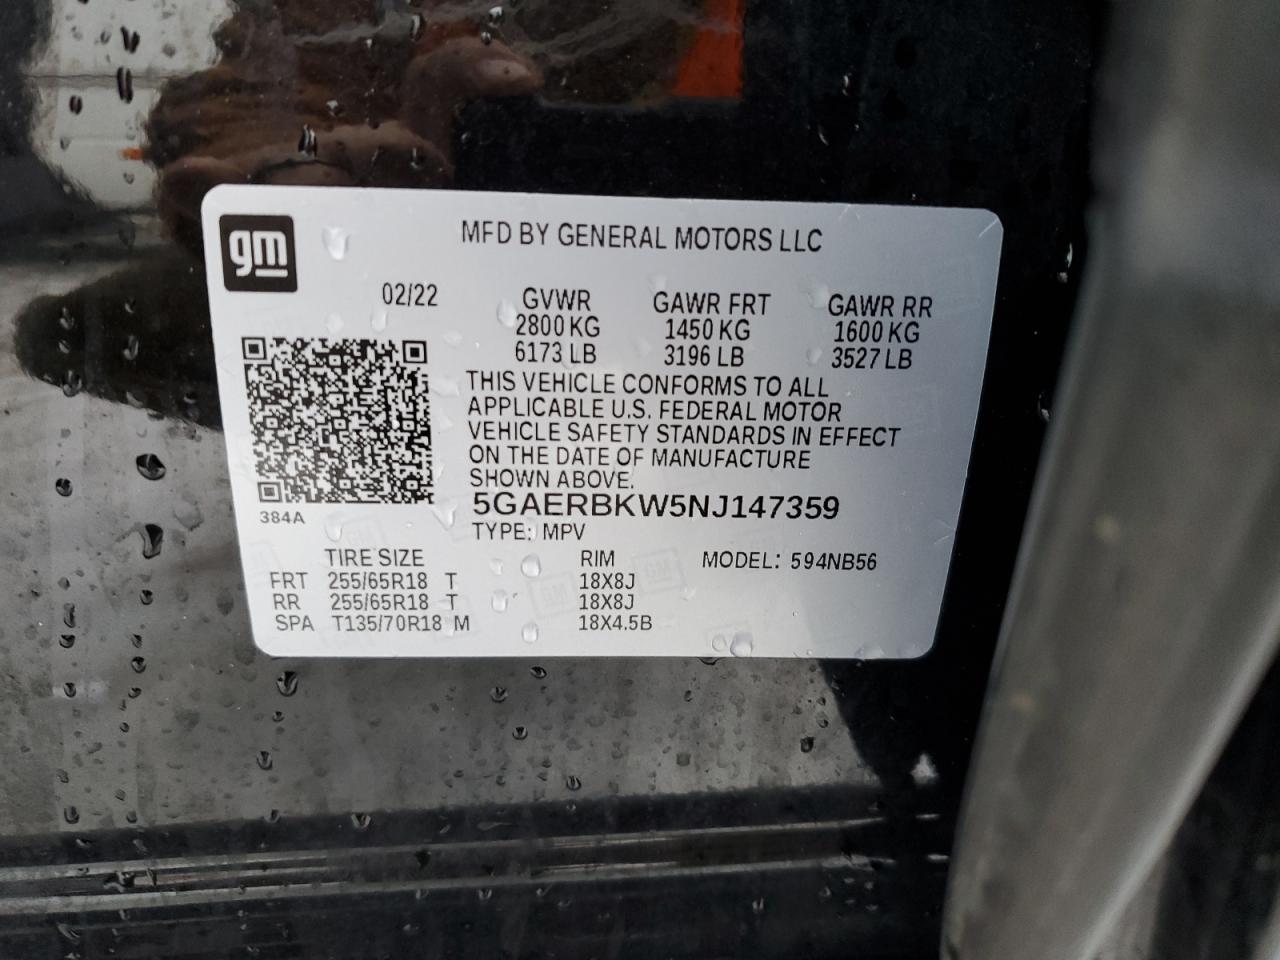 gm
MFD BY GENERAL MOTORS LLC
02/22 GVWR GAWR FRT GAWR RR
2800 KG 1450 KG 1600 KG
6173 LB 3196 LB 3527 LB
THIS VEHICLE CONFORMS TO ALL
APPLICABLE U.S. FEDERAL MOTOR
VEHICLE SAFETY STANDARDS IN EFFECT
ON THE DATE OF MANUFACTURE
SHOWN ABOVE.
5GAERBKW5NJ147359
384A
TYPE: MPV
TIRE SIZE RIM MODEL: 594NB56
FRT 255/65R18 T 18X8J
RR 255/65R18 T 18X8J
SPA T135/70R18 M 18X4.5B